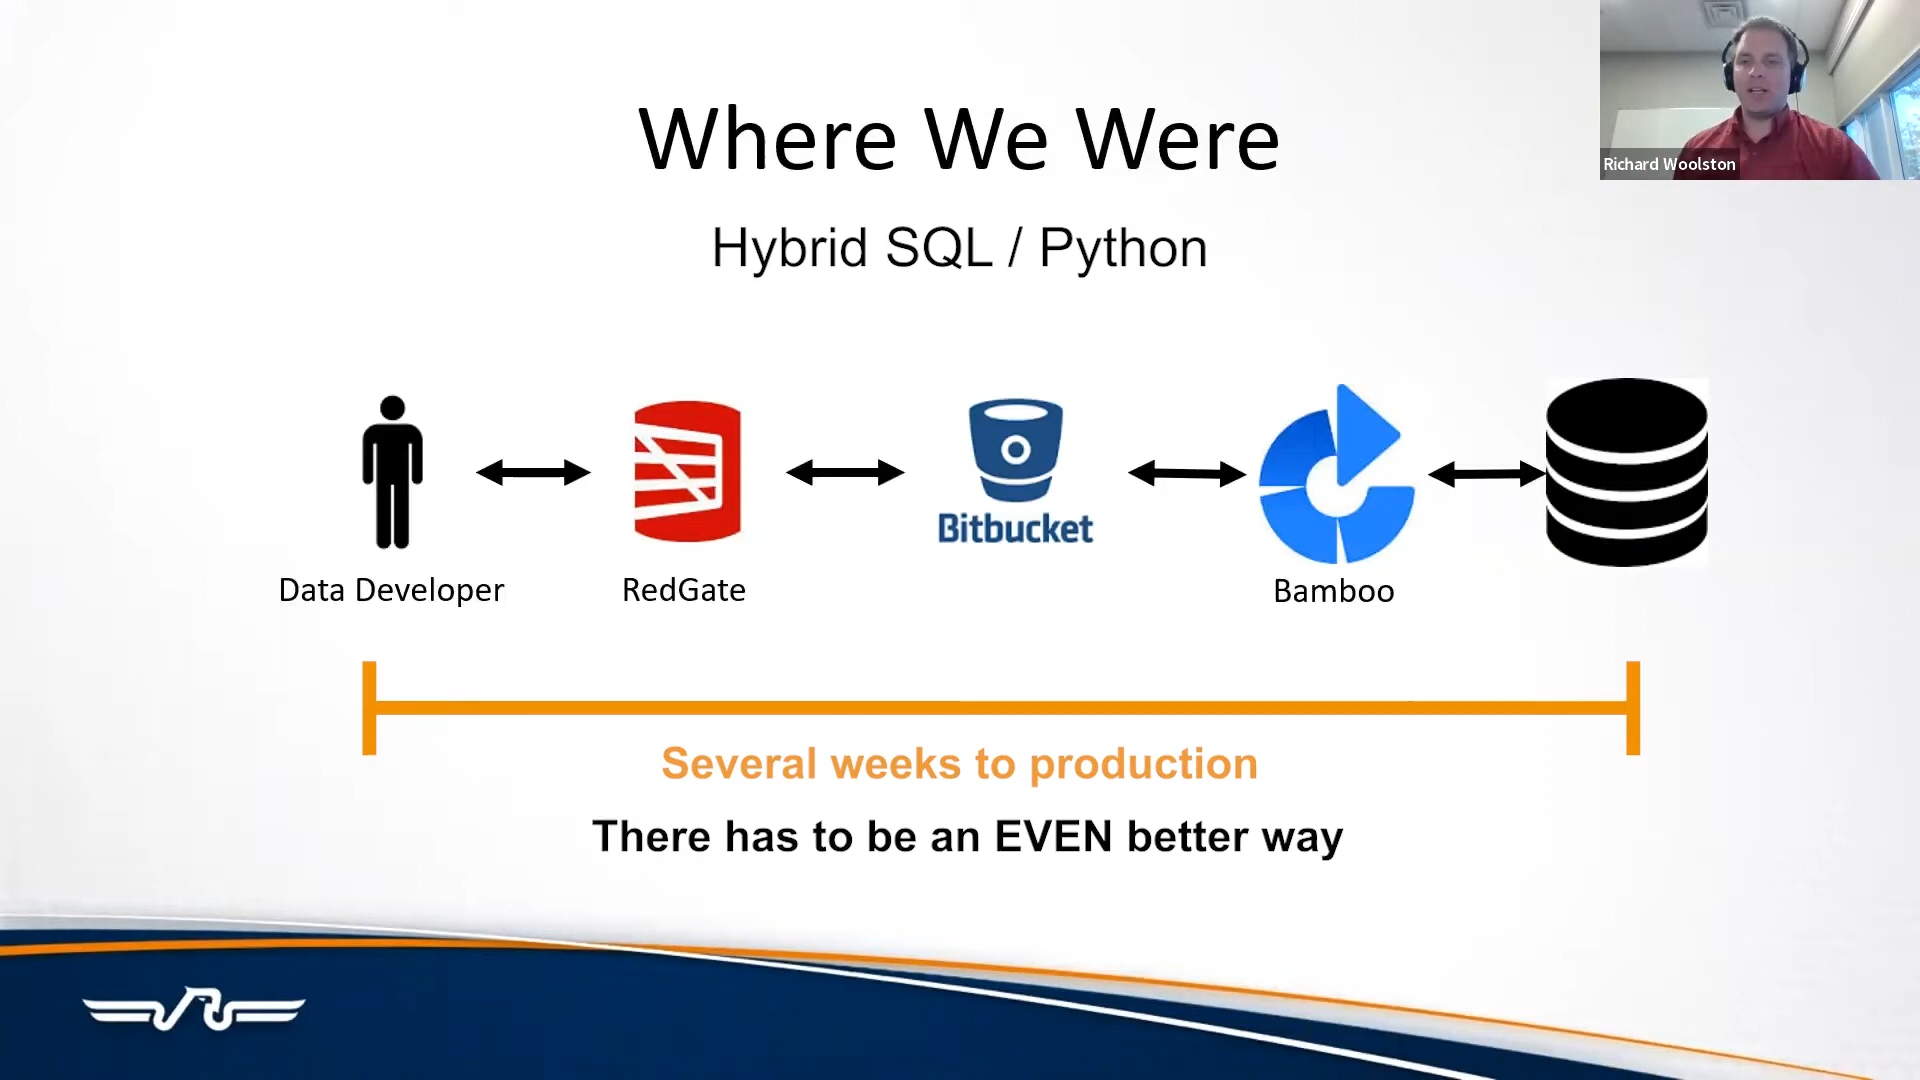 Where We Were
Richard Woolston
Hybrid SQL / Python
Bitbucket
Data Developer
RedGate
Bamboo
Several weeks to production
There has to be an EVEN better way